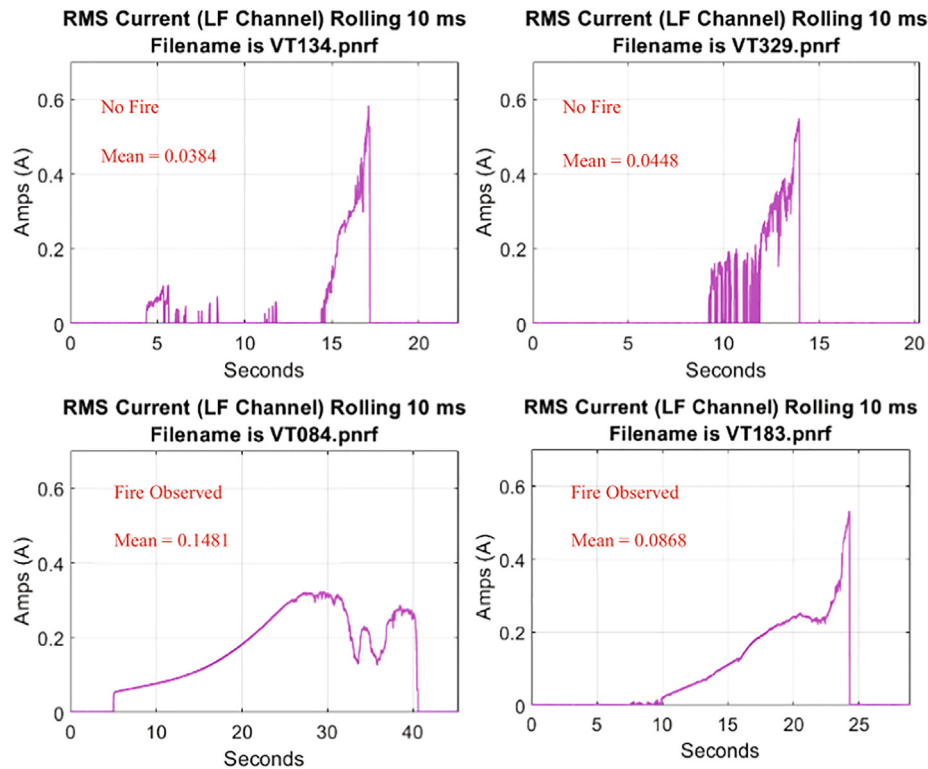 RMS Current (LF Channel) Rolling 10 ms
Filename is VT134.pnrf
No Fire
Mean = 0.0384
Amps (A)
0.6
0.4
0.2
0
0 5 10 15 20
Seconds
RMS Current (LF Channel) Rolling 10 ms
Filename is VT329.pnrf
No Fire
Mean = 0.0448
Amps (A)
0.6
0.4
0.2
0
0 5 10 15 20
Seconds
RMS Current (LF Channel) Rolling 10 ms
Filename is VT084.pnrf
Fire Observed
Mean = 0.1481
Amps (A)
0.6
0.4
0.2
0
0 10 20 30 40
Seconds
RMS Current (LF Channel) Rolling 10 ms
Filename is VT183.pnrf
Fire Observed
Mean = 0.0868
Amps (A)
0.6
0.4
0.2
0
0 5 10 15 20 25
Seconds